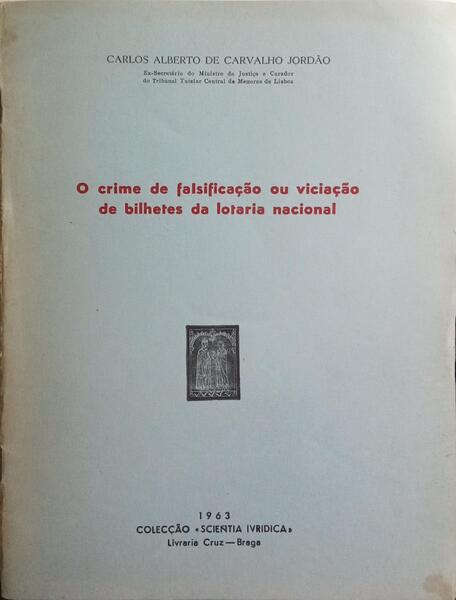 CARLOS ALBERTO DE CARVALHO JORDÃO
Ex-Secretário do Ministro da Justiça e Curador
do Tribunal Tutelar Central de Menores de Lisboa
O crime de falsificação ou viciação
de bilhetes da lotaria nacional
1963
COLECÇÃO «SCIENTIA IVRIDICA»
Livraria Cruz — Braga